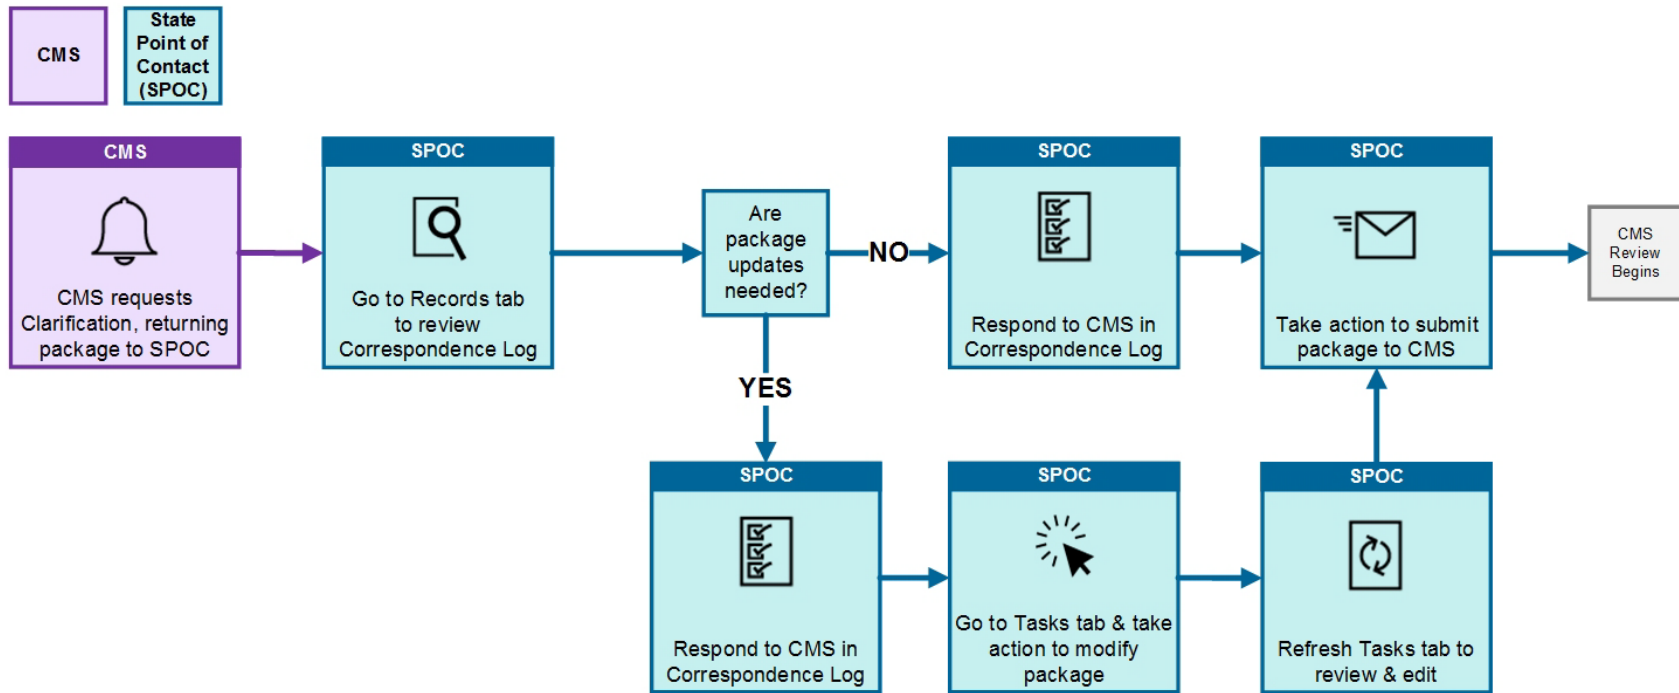 CMS
State
Point of
Contact
(SPOC)
CMS
CMS requests
Clarification, returning
package to SPOC
SPOC
Go to Records tab
to review
Correspondence Log
Are
package
updates
needed?
NO
SPOC
Respond to CMS in
Correspondence Log
SPOC
Take action to submit
package to CMS
CMS
Review
Begins
YES
SPOC
Respond to CMS in
Correspondence Log
SPOC
Go to Tasks tab & take
action to modify
package
SPOC
Refresh Tasks tab to
review & edit